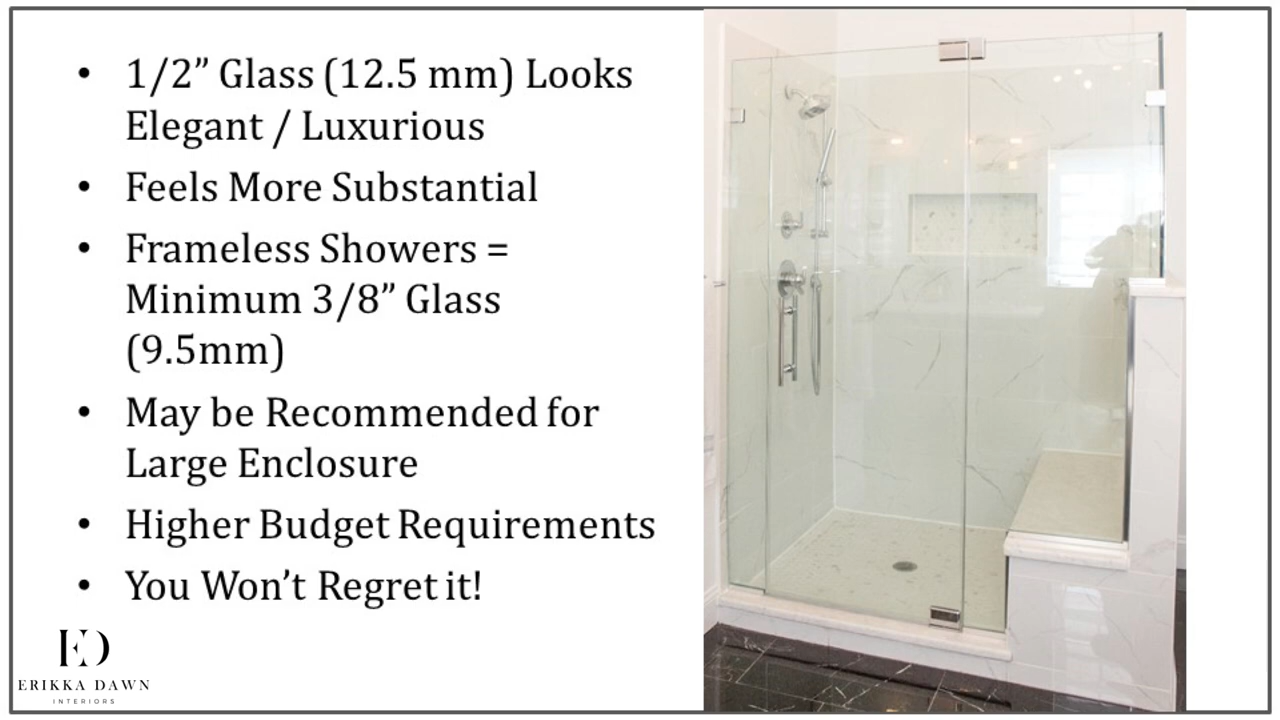 • 1/2” Glass (12.5 mm) Looks
Elegant / Luxurious
• Feels More Substantial
• Frameless Showers =
Minimum 3/8” Glass
(9.5mm)
• May be Recommended for
Large Enclosure
• Higher Budget Requirements
• You Won’t Regret it!
ED
ERIKKA DAWN
INTERIORS